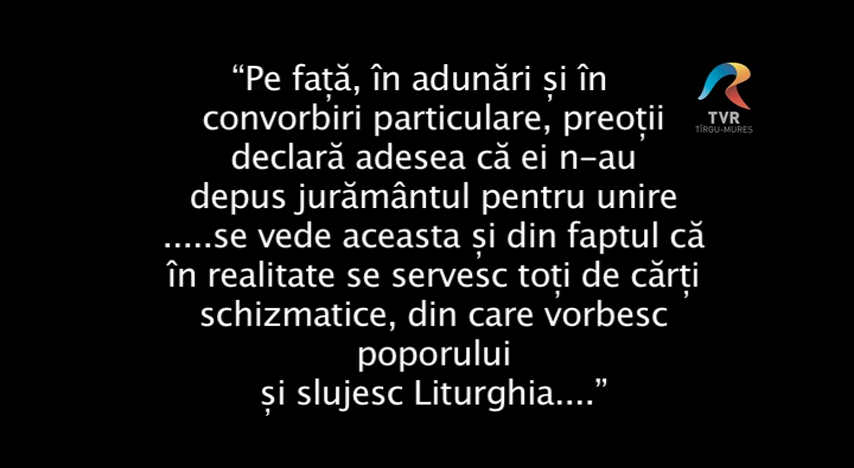 “Pe față, în adunări și în
convorbiri particulare, preoții
declară adesea că ei n-au
depus jurământul pentru unire
.....se vede aceasta și din faptul că
în realitate se servesc toți de cărți
schizmatice, din care vorbesc
poporului
și slujesc Liturghia....”
TVR
TÎRGU-MUREȘ